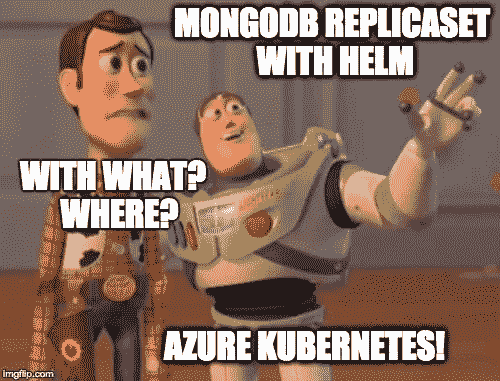 MONGODB REPLICASET
WITH HELM
WITH WHAT?
WHERE?
AZURE KUBERNETES!
imgflip.com